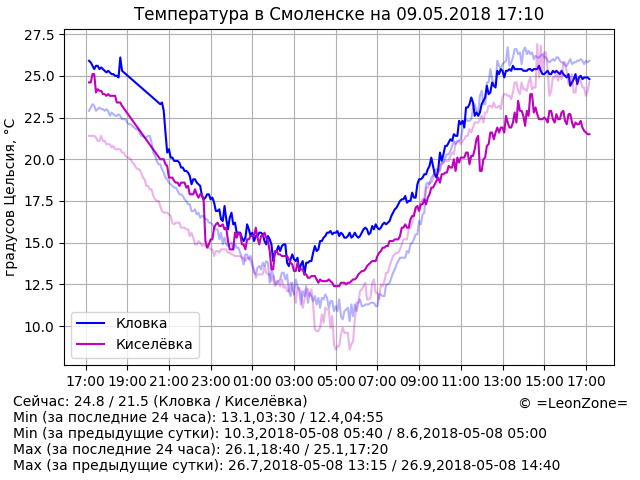 Температура в Смоленске на 09.05.2018 17:10
градусов Цельсия, °C
27.5
25.0
22.5
20.0
17.5
15.0
12.5
10.0
Кловка
Киселёвка
17:00 19:00 21:00 23:00 01:00 03:00 05:00 07:00 09:00 11:00 13:00 15:00 17:00
Сейчас: 24.8 / 21.5 (Кловка / Киселёвка)
© =LeonZone=
Min (за последние 24 часа): 13.1,03:30 / 12.4,04:55
Min (за предыдущие сутки): 10.3,2018-05-08 05:40 / 8.6,2018-05-08 05:00
Max (за последние 24 часа): 26.1,18:40 / 25.1,17:20
Max (за предыдущие сутки): 26.7,2018-05-08 13:15 / 26.9,2018-05-08 14:40